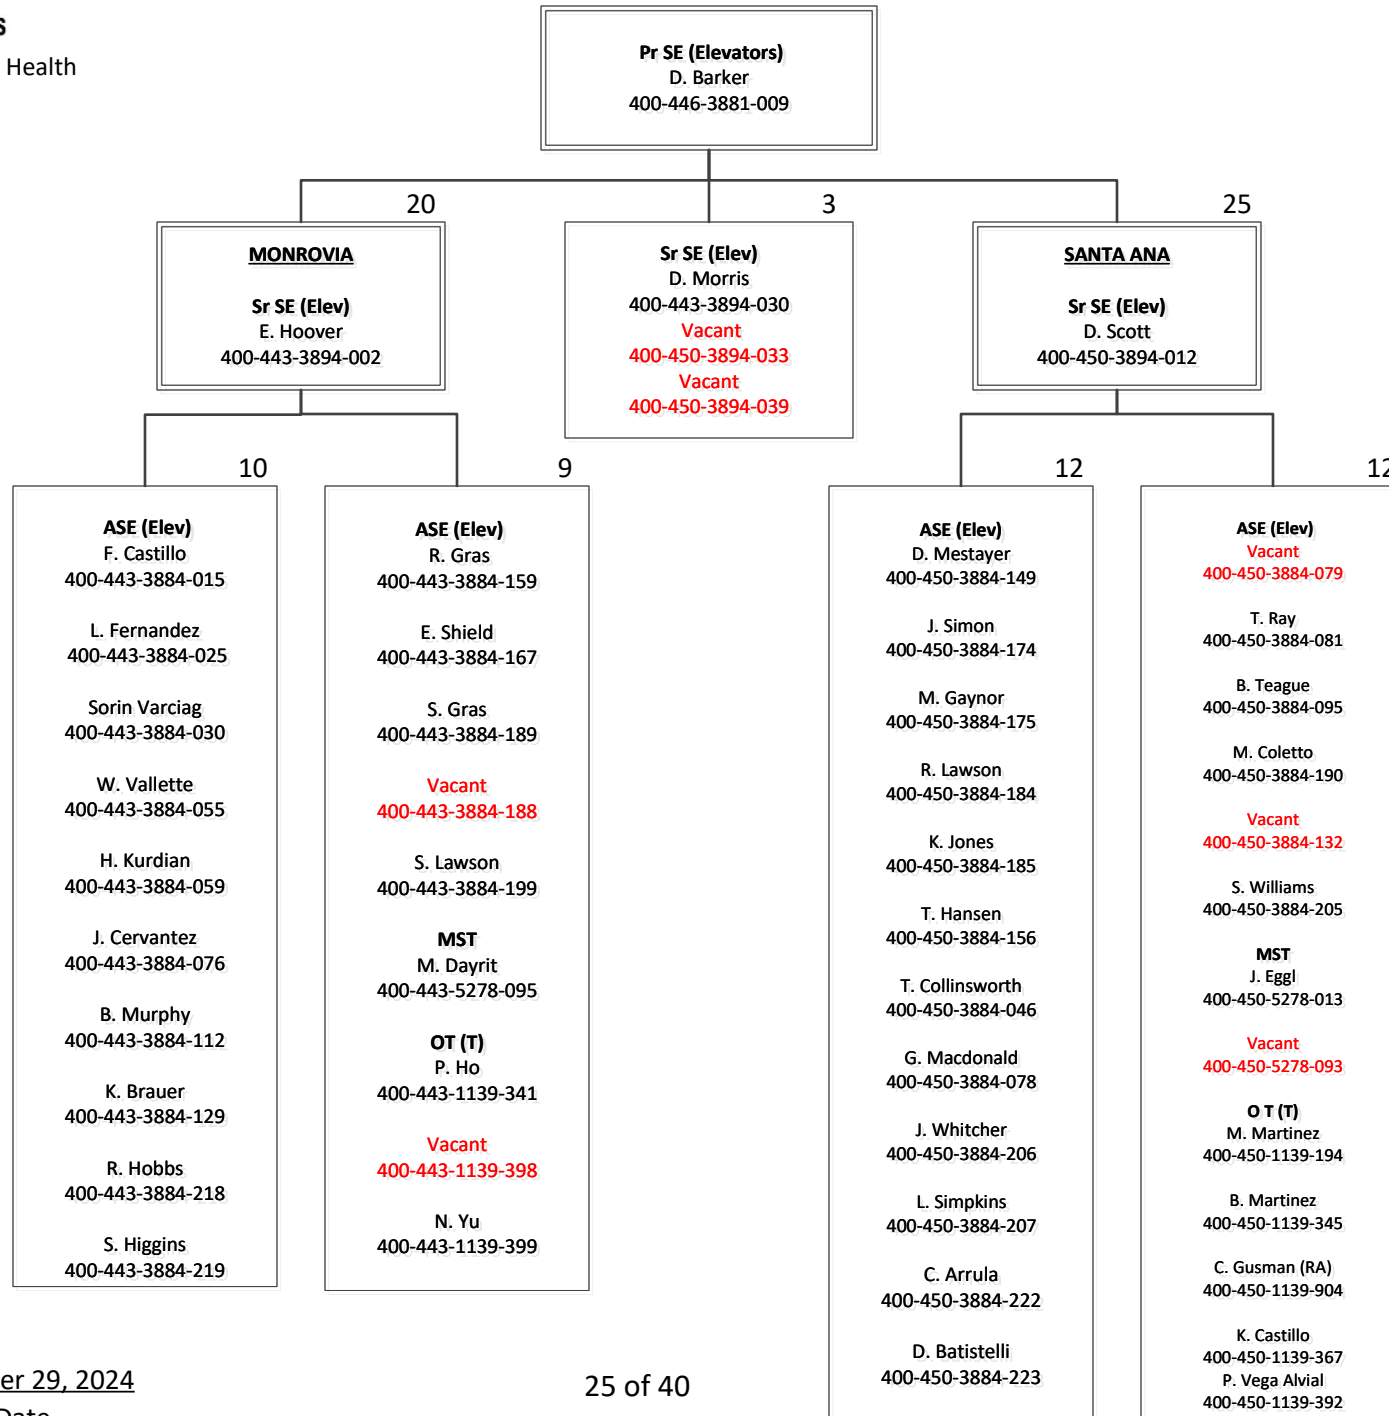 S
Health
Pr SE (Elevators)
D. Barker
400-446-3881-009
20
MONROVIA
Sr SE (Elev)
E. Hoover
400-443-3894-002
3
Sr SE (Elev)
D. Morris
400-443-3894-030
Vacant
400-450-3894-033
Vacant
400-450-3894-039
25
SANTA ANA
Sr SE (Elev)
D. Scott
400-450-3894-012
10
ASE (Elev)
F. Castillo
400-443-3884-015
L. Fernandez
400-443-3884-025
Sorin Varciag
400-443-3884-030
W. Vallette
400-443-3884-055
H. Kurdian
400-443-3884-059
J. Cervantez
400-443-3884-076
B. Murphy
400-443-3884-112
K. Brauer
400-443-3884-129
R. Hobbs
400-443-3884-218
S. Higgins
400-443-3884-219
9
ASE (Elev)
R. Gras
400-443-3884-159
E. Shield
400-443-3884-167
S. Gras
400-443-3884-189
Vacant
400-443-3884-188
S. Lawson
400-443-3884-199
MST
M. Dayrit
400-443-5278-095
OT (T)
P. Ho
400-443-1139-341
Vacant
400-443-1139-398
N. Yu
400-443-1139-399
12
ASE (Elev)
D. Mestayer
400-450-3884-149
J. Simon
400-450-3884-174
M. Gaynor
400-450-3884-175
R. Lawson
400-450-3884-184
K. Jones
400-450-3884-185
T. Hansen
400-450-3884-156
T. Collinsworth
400-450-3884-046
G. Macdonald
400-450-3884-078
J. Whitcher
400-450-3884-206
L. Simpkins
400-450-3884-207
C. Arrula
400-450-3884-222
D. Batistelli
400-450-3884-223
12
ASE (Elev)
Vacant
400-450-3884-079
T. Ray
400-450-3884-081
B. Teague
400-450-3884-095
M. Coletto
400-450-3884-190
Vacant
400-450-3884-132
S. Williams
400-450-3884-205
MST
J. Eggl
400-450-5278-013
Vacant
400-450-5278-093
O T (T)
M. Martinez
400-450-1139-194
B. Martinez
400-450-1139-345
C. Gusman (RA)
400-450-1139-904
K. Castillo
400-450-1139-367
P. Vega Alvial
400-450-1139-392
er 29, 2024
Date
25 of 40